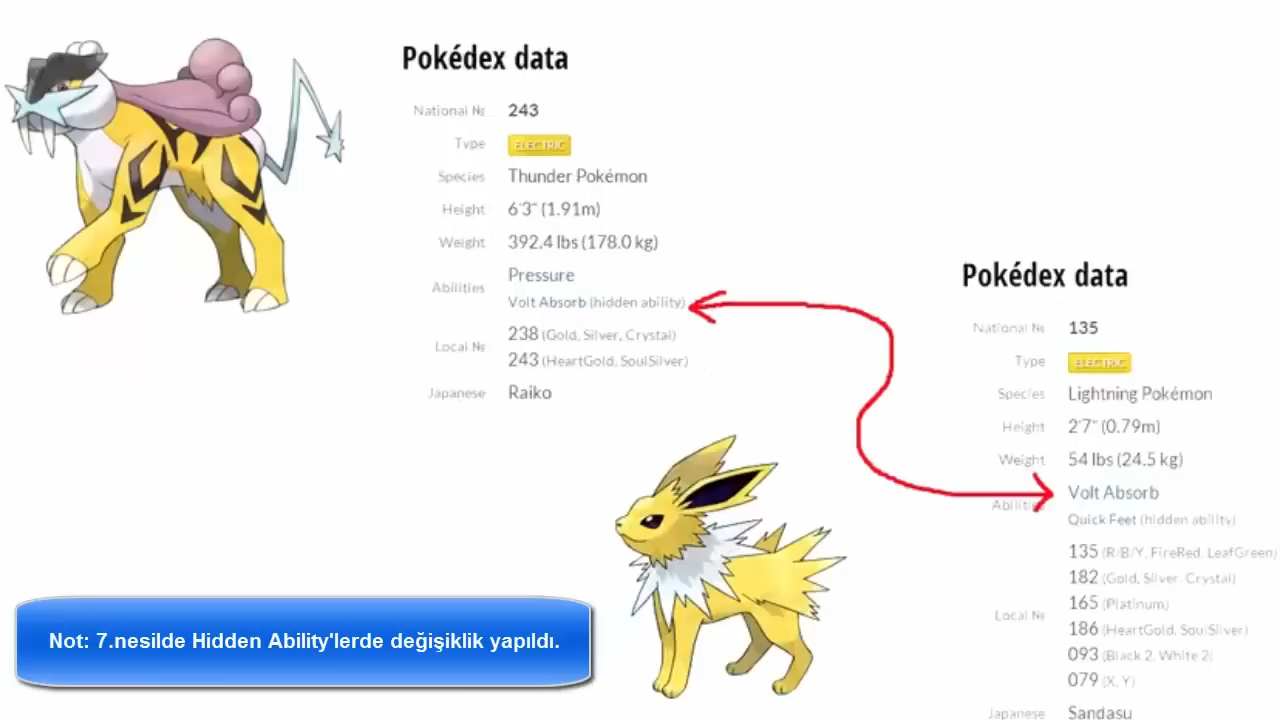 Pokédex data
National № 243
Type ELECTRIC
Species Thunder Pokémon
Height 6'3" (1.91m)
Weight 392.4 lbs (178.0 kg)
Abilities Pressure
Volt Absorb (hidden ability)
Local № 238 (Gold, Silver, Crystal)
243 (HeartGold, SoulSilver)
Japanese Raiko
Pokédex data
National № 135
Type ELECTRIC
Species Lightning Pokémon
Height 2'7" (0.79m)
Weight 54 lbs (24.5 kg)
Abilities Volt Absorb
Quick Feet (hidden ability)
Local № 135 (R/B/Y, FireRed, LeafGreen)
182 (Gold, Silver, Crystal)
165 (Platinum)
186 (HeartGold, SoulSilver)
093 (Black 2, White 2)
079 (X, Y)
Japanese Sandasu
Not: 7.nesilde Hidden Ability'lerde değişiklik yapıldı.